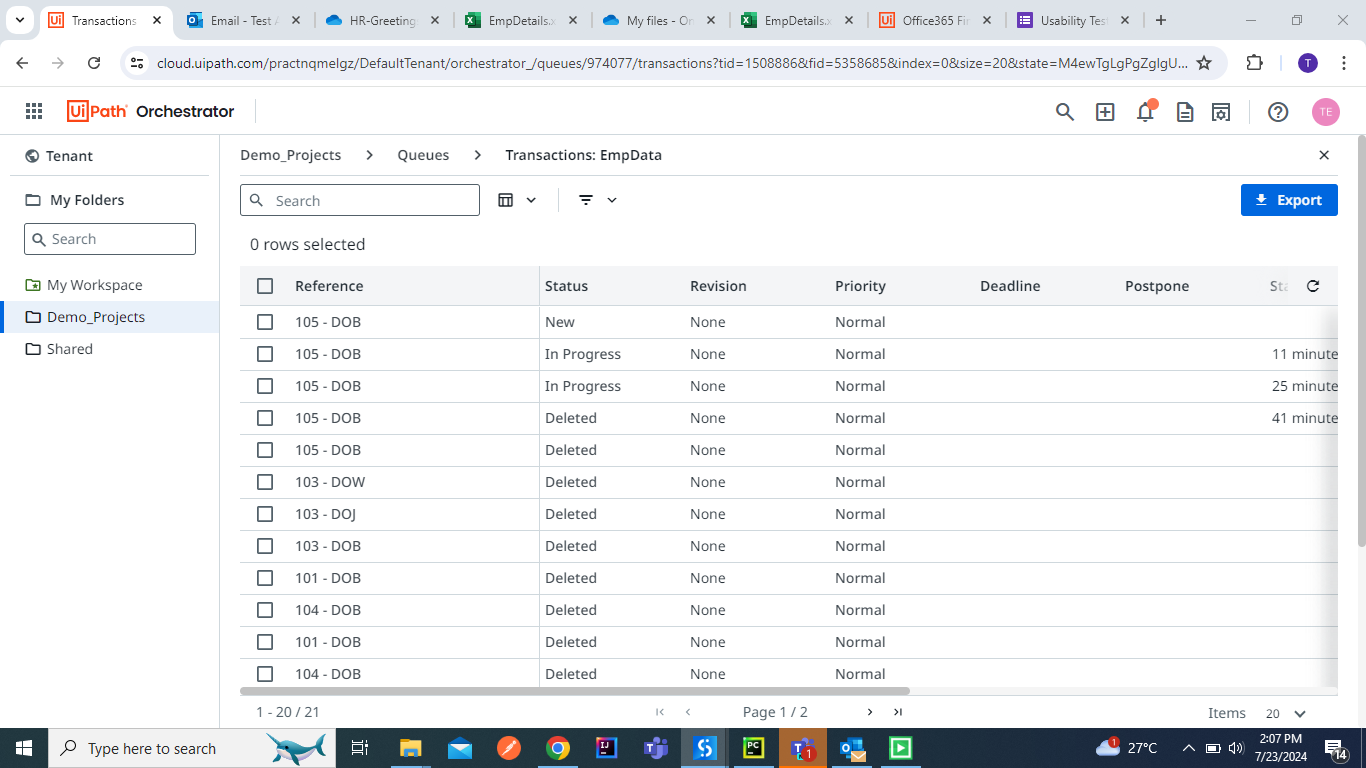 Transactions
Email - Test A
HR-Greeting
EmpDetails.x
My files - On
EmpDetails.x
Office365 Fin
Usability Test
cloud.uipath.com/practnqmelgz/DefaultTenant/orchestrator_/queues/974077/transactions?tid=1508886&fid=5358685&index=0&size=20&state=M4ewTgLgPgZglgU...
T
UiPath Orchestrator
TE
Tenant
My Folders
Search
My Workspace
Demo_Projects
Shared
Demo_Projects > Queues > Transactions: EmpData
Search
Export
0 rows selected
Reference Status Revision Priority Deadline Postpone Sta
105 - DOB New None Normal
105 - DOB In Progress None Normal 11 minute
105 - DOB In Progress None Normal 25 minute
105 - DOB Deleted None Normal 41 minute
105 - DOB Deleted None Normal
103 - DOW Deleted None Normal
103 - DOJ Deleted None Normal
103 - DOB Deleted None Normal
101 - DOB Deleted None Normal
104 - DOB Deleted None Normal
101 - DOB Deleted None Normal
104 - DOB Deleted None Normal
1 - 20 / 21
Page 1 / 2
Items 20
Type here to search
PC
1
1
27°C
2:07 PM
7/23/2024
14